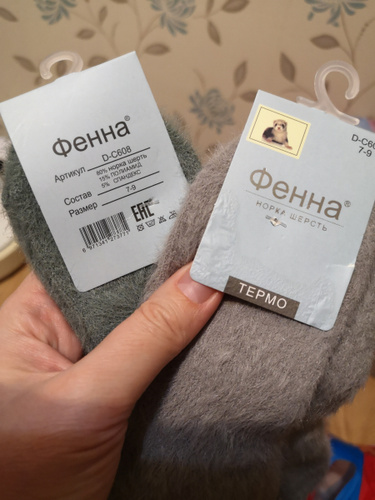 Фенна®
Артикул D-C608
Состав 80% норка шерсть
15% ПОЛИАМИД
5% СПАНДЕКС
Размер 7-9
EAC
D-C60
7-9
Фенна®
НОРКА ШЕРСТЬ
ТЕРМО